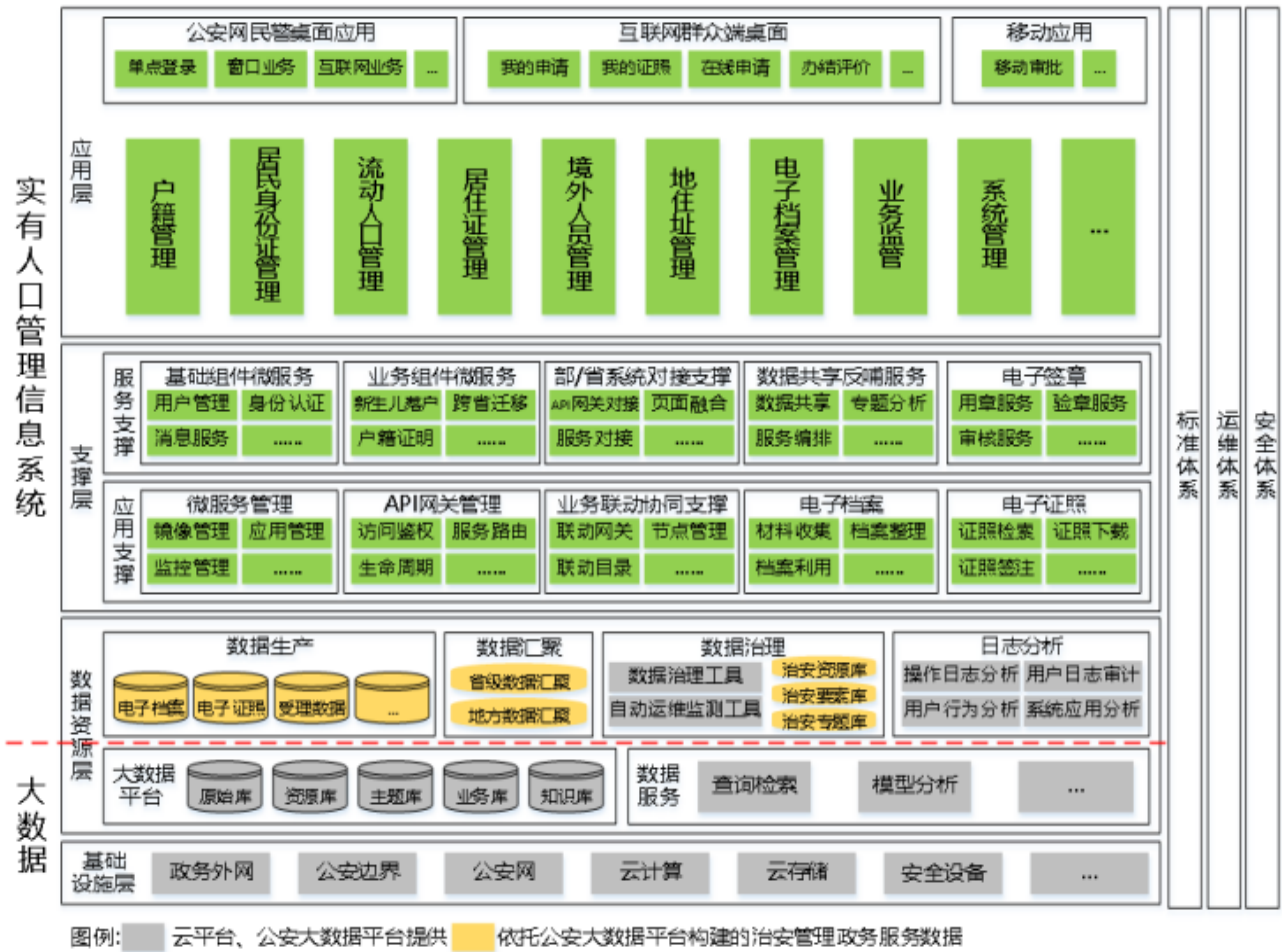 实有人口管理信息系统
大数据
应用层
公安网民警桌面应用
单点登录 窗口业务 互联网业务 ...
互联网群众端桌面
我的申请 我的证照 在线申请 办结评价 ...
移动应用
移动审批 ...
户籍管理
居民身份证管理
流动人口管理
居住证管理
境外人员管理
地住址管理
电子档案管理
业务监管
系统管理
...
支撑层
服务支撑
基础组件微服务
用户管理 身份认证
消息服务 ......
业务组件微服务
新生儿落户 跨省迁移
户籍证明 ......
部/省系统对接支撑
API网关对接 页面融合
服务对接 ......
数据共享反哺服务
数据共享 专题分析
服务编排 ......
电子签章
用章服务 验章服务
审核服务 ......
应用支撑
微服务管理
镜像管理 应用管理
监控管理 ......
API网关管理
访问鉴权 服务路由
生命周期 ......
业务联动协同支撑
联动网关 节点管理
联动目录 ......
电子档案
材料收集 档案整理
档案利用 ......
电子证照
证照检索 证照下载
证照签注 ......
数据资源层
数据生产
电子档案 电子证照 受理数据 ...
数据汇聚
省级数据汇聚
地方数据汇聚
数据治理
数据治理工具
自动运维监测工具
治安资源库
治安要素库
治安专题库
日志分析
操作日志分析 用户日志审计
用户行为分析 系统应用分析
大数据
平台
原始库 资源库 主题库 业务库 知识库
数据
服务
查询检索 模型分析 ...
基础
设施层
政务外网 公安边界 公安网 云计算 云存储 安全设备 ...
标准体系
运维体系
安全体系
图例: 云平台、公安大数据平台提供 依托公安大数据平台构建的治安管理政务服务数据